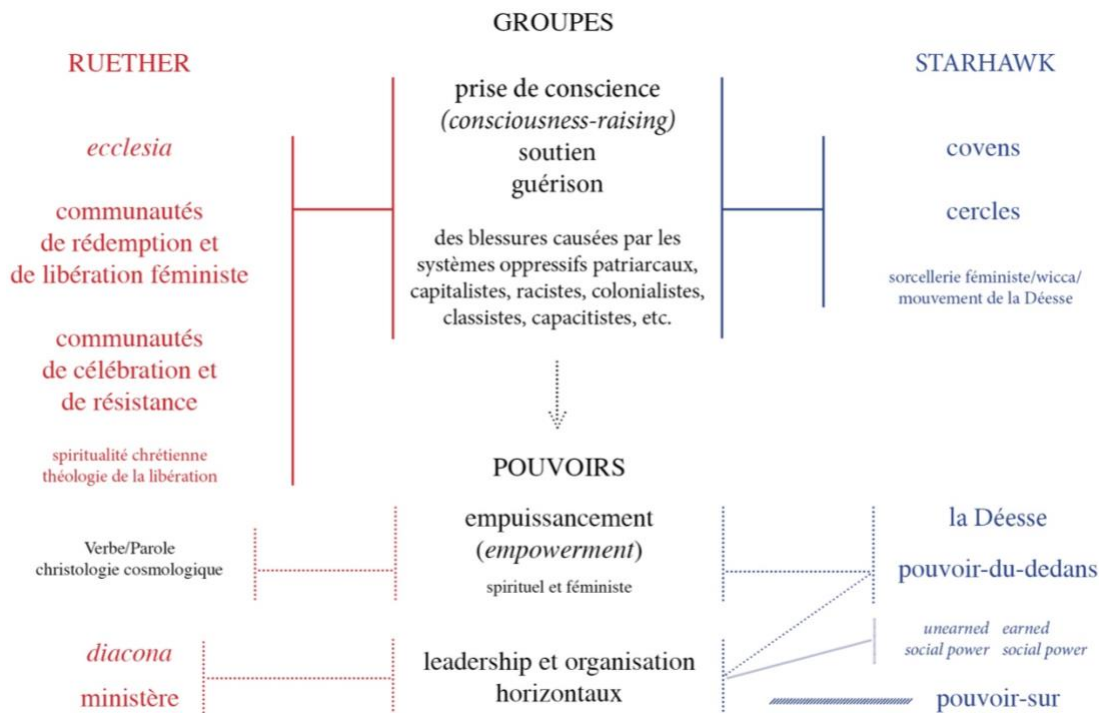 GROUPES
RUETHER
STARHAWK
prise de conscience
(consciousness-raising)
soutien
guérison
des blessures causées par les
systèmes oppressifs patriarcaux,
capitalistes, racistes, colonialistes,
classistes, capacitistes, etc.
ecclesia
communautés
de rédemption et
de libération féministe
communautés
de célébration et
de résistance
spiritualité chrétienne
théologie de la libération
covens
cercles
sorcellerie féministe/wicca/
mouvement de la Déesse
POUVOIRS
empuissancement
(empowerment)
spirituel et féministe
Verbe/Parole
christologie cosmologique
la Déesse
pouvoir-du-dedans
unearned earned
social power social power
diacona
ministère
leadership et organisation
horizontaux
pouvoir-sur